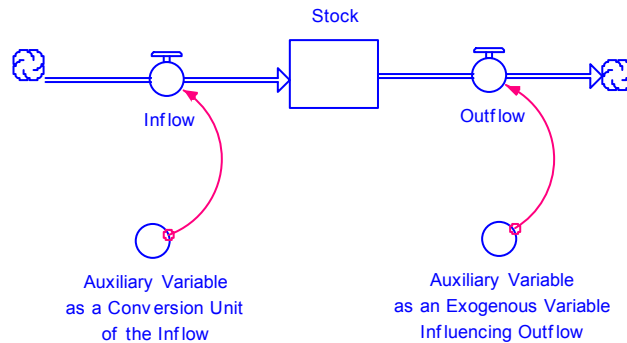 Stock
Inflow
Outflow
Auxiliary Variable
as a Conversion Unit
of the Inflow
Auxiliary Variable
as an Exogenous Variable
Influencing Outflow